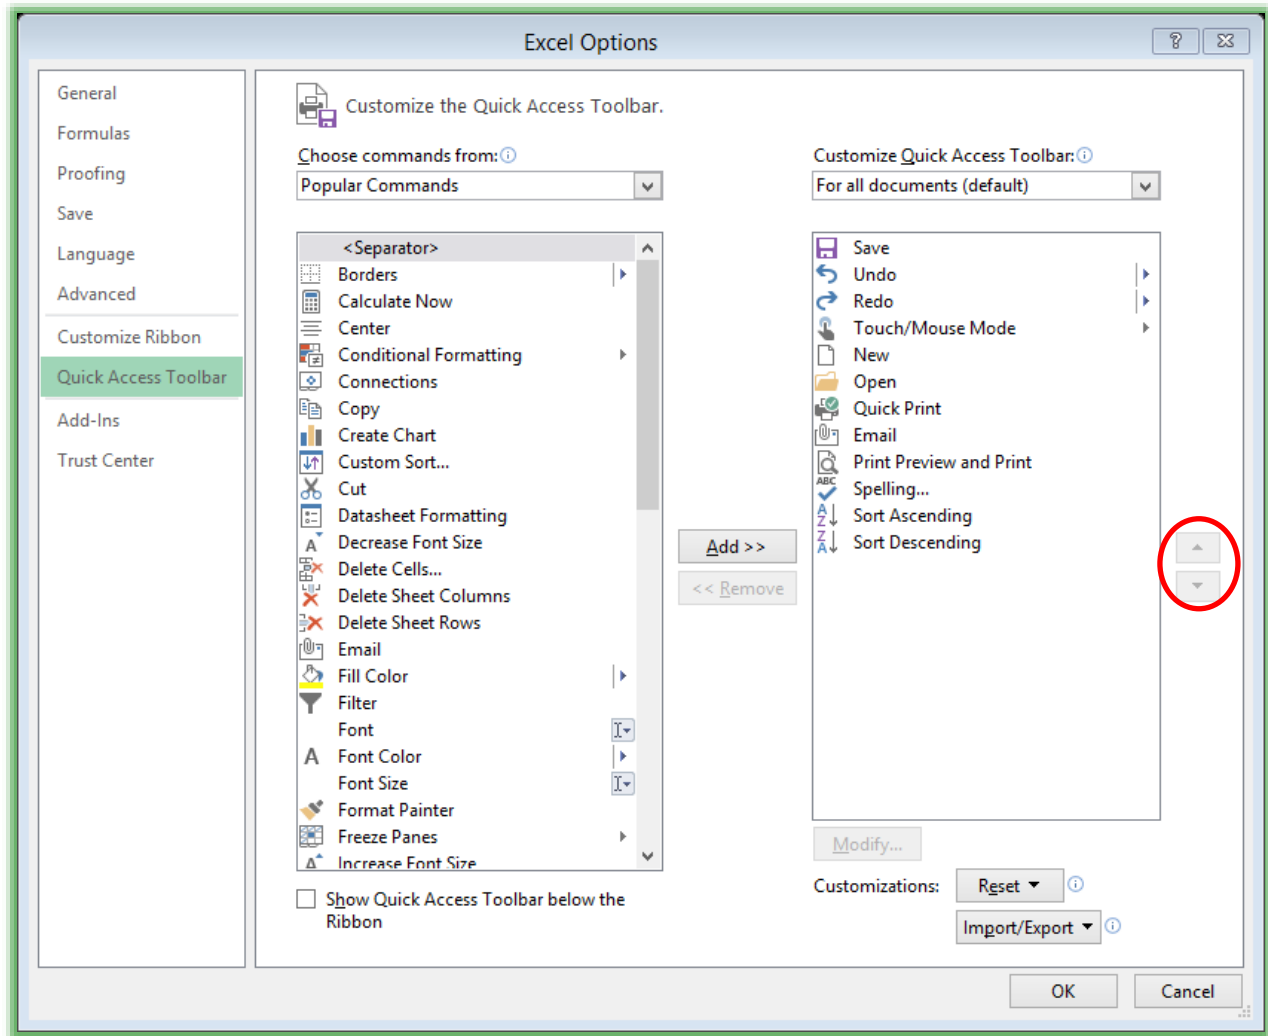 Excel Options
General
Formulas
Proofing
Save
Language
Advanced
Customize Ribbon
Quick Access Toolbar
Add-Ins
Trust Center
Customize the Quick Access Toolbar.
Choose commands from:
Popular Commands
<Separator>
Borders
Calculate Now
Center
Conditional Formatting
Connections
Copy
Create Chart
Custom Sort...
Cut
Datasheet Formatting
Decrease Font Size
Delete Cells...
Delete Sheet Columns
Delete Sheet Rows
Email
Fill Color
Filter
Font
Font Color
Font Size
Format Painter
Freeze Panes
Increase Font Size
Show Quick Access Toolbar below the
Ribbon
Add >>
<< Remove
Customize Quick Access Toolbar:
For all documents (default)
Save
Undo
Redo
Touch/Mouse Mode
New
Open
Quick Print
Email
Print Preview and Print
Spelling...
Sort Ascending
Sort Descending
Modify...
Customizations:
Reset
Import/Export
OK
Cancel